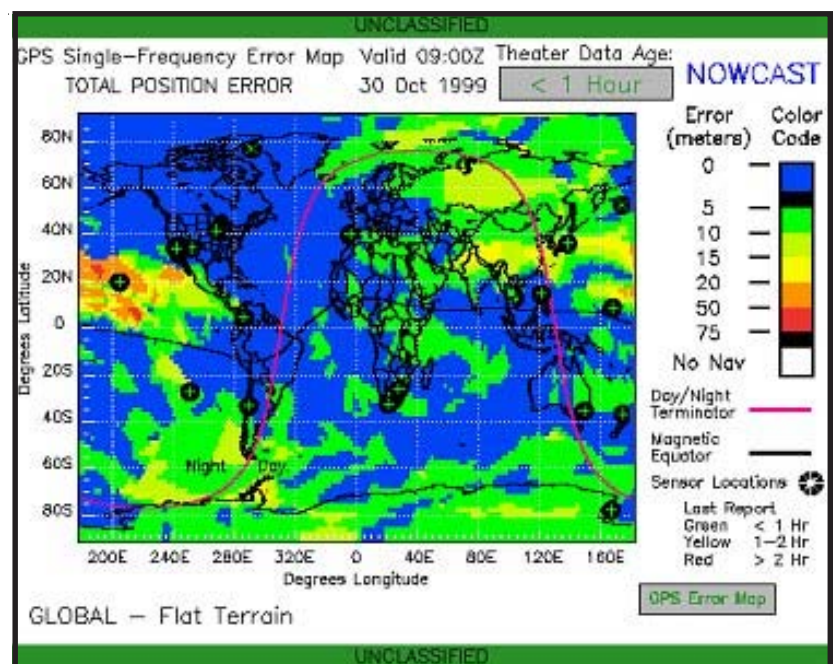 UNCLASSIFIED
GPS Single-Frequency Error Map Valid 09:00Z Theater Data Age:
TOTAL POSITION ERROR 30 Oct 1999 < 1 Hour
NOWCAST
Error Color
(meters) Code
0
5
10
15
20
50
75
No Nav
Day/Night
Terminator
Magnetic
Equator
Sensor Locations
Last Report
Green < 1 Hr
Yellow 1-2 Hr
Red > 2 Hr
GPS Error Map
Degrees Latitude
80N
60N
40N
20N
0
20S
40S
60S
80S
Night Day
200E 240E 280E 320E 0 40E 80E 120E 160E
Degrees Longitude
GLOBAL - Flat Terrain
UNCLASSIFIED